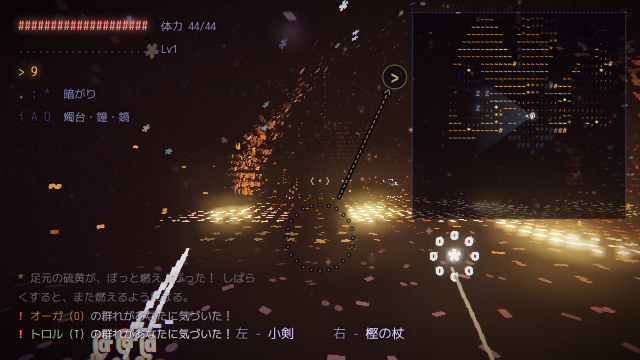 ####################  体力 44/44
.................... Lv1
> 9
. : *  暗がり
i A O  燭台・鐘・鏡
* 足元の硫黄が、ぼっと燃え上がった! しばら
くすると、また燃えるようになる。
! オーガ (O) の群れがあなたに気づいた!
! トロル (T) の群れがあなたに気づいた!
左 - 小剣  右 - 樫の杖